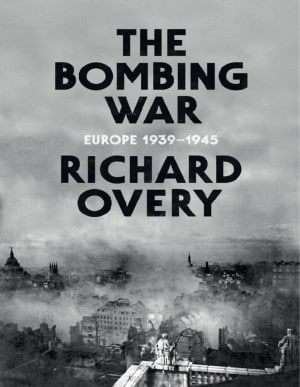 THE
BOMBING
WAR
EUROPE 1939–1945
RICHARD
OVERY